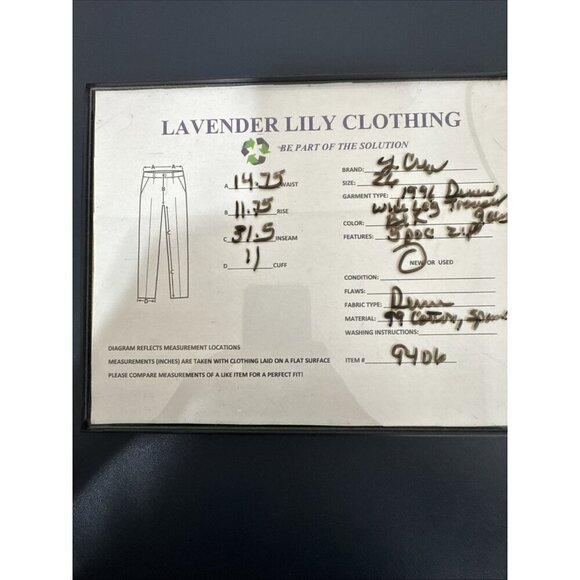 LAVENDER LILY CLOTHING
BE PART OF THE SOLUTION
A 14.75 WAIST
B 11.75 RISE
C 31.5 INSEAM
D 11 CUFF
BRAND: J. Crew
SIZE: 26
GARMENT TYPE: 1996 Denim
Wide Leg Trouser
COLOR: BLK
FEATURES: 5 poc zip
NEW OR USED
CONDITION:
FLAWS:
FABRIC TYPE: Denim
MATERIAL: 99 Cotton, Span
WASHING INSTRUCTIONS:
ITEM # 9406
DIAGRAM REFLECTS MEASUREMENT LOCATIONS
MEASUREMENTS (INCHES) ARE TAKEN WITH CLOTHING LAID ON A FLAT SURFACE
PLEASE COMPARE MEASUREMENTS OF A LIKE ITEM FOR A PERFECT FIT!
A A
B
C
D